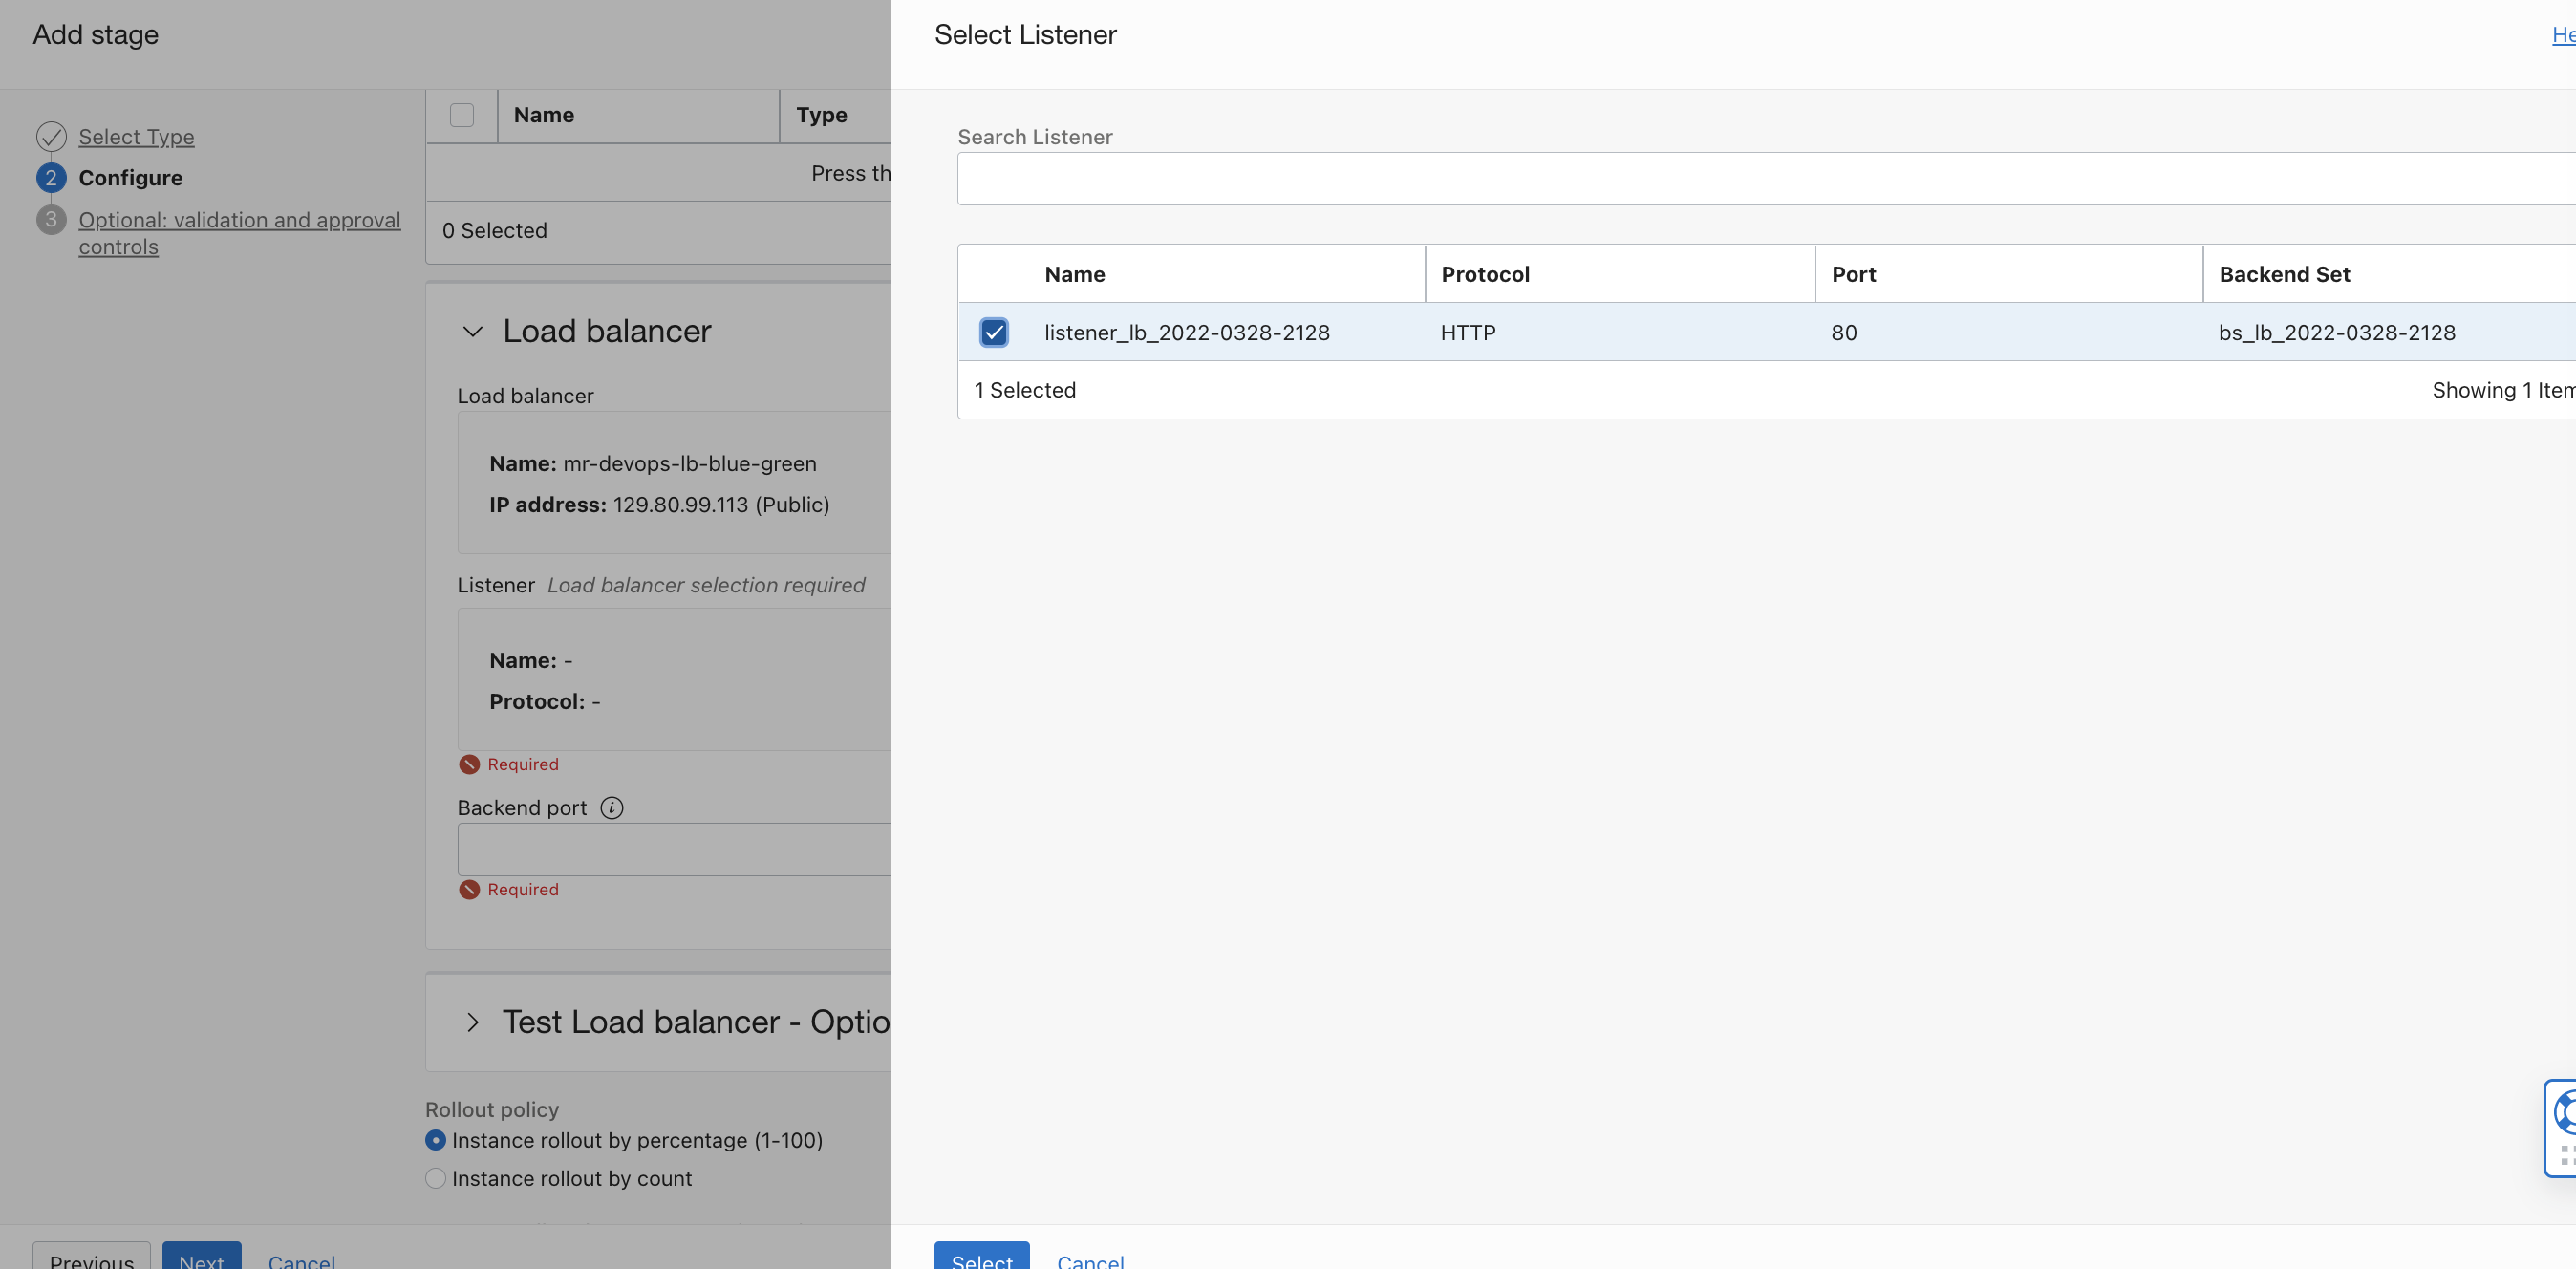 Add stage
Select Type
2 Configure
3 Optional: validation and approval
controls
Name Type
Press th
0 Selected
Load balancer
Load balancer
Name: mr-devops-lb-blue-green
IP address: 129.80.99.113 (Public)
Listener Load balancer selection required
Name: -
Protocol: -
Required
Backend port i
Required
Test Load balancer - Optio
Rollout policy
Instance rollout by percentage (1-100)
Instance rollout by count
Previous Next Cancel
Select Listener
He
Search Listener
Name Protocol Port Backend Set
listener_lb_2022-0328-2128 HTTP 80 bs_lb_2022-0328-2128
1 Selected Showing 1 Item
Select Cancel